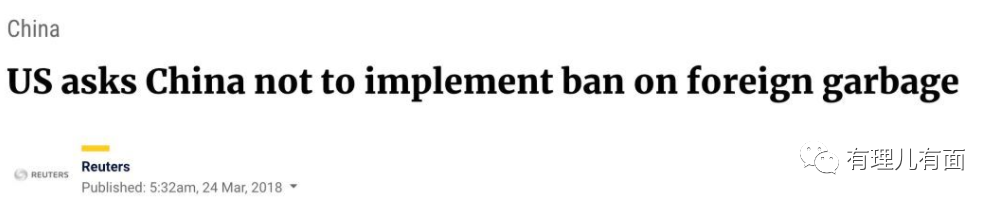 China
US asks China not to implement ban on foreign garbage
REUTERS
Reuters
Published: 5:32am, 24 Mar, 2018
有理儿有面